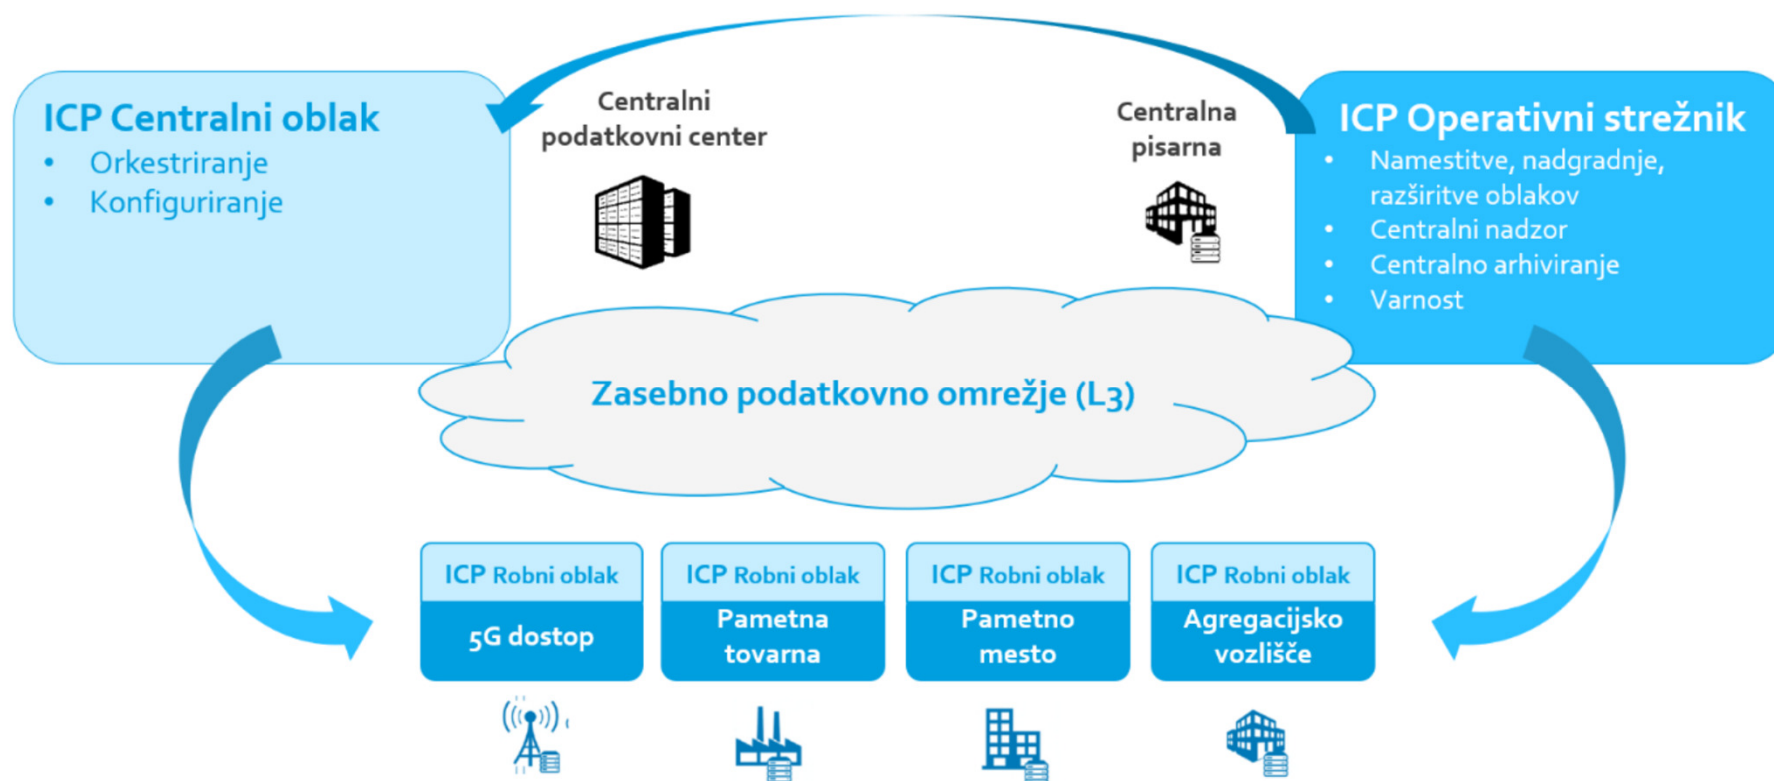 ICP Centralni oblak
• Orkestriranje
• Konfiguriranje
Centralni
podatkovni center
Centralna
pisarna
ICP Operativni strežnik
• Namestitve, nadgradnje,
razširitve oblakov
• Centralni nadzor
• Centralno arhiviranje
• Varnost
Zasebno podatkovno omrežje (L3)
ICP Robni oblak
5G dostop
ICP Robni oblak
Pametna
tovarna
ICP Robni oblak
Pametno
mesto
ICP Robni oblak
Agregacijsko
vozlišče